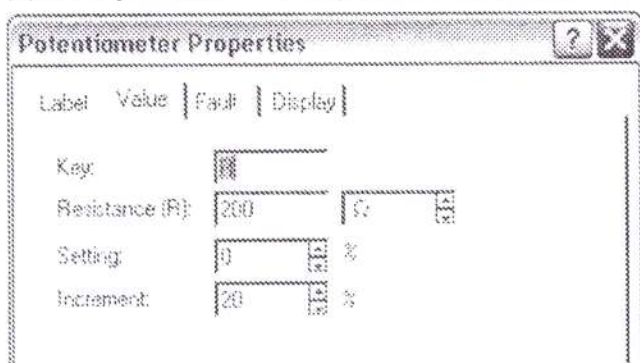 Potentiometer Properties ?
Label Value Fault Display
Key: R
Resistance (R): 200 Ω
Setting: 0 %
Increment: 20 %